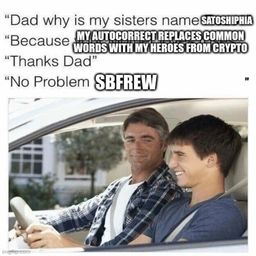 "Dad why is my sisters name SATOSHIPHIA
"Because MY AUTOCORRECT REPLACES COMMON
WORDS WITH MY HEROES FROM CRYPTO
"Thanks Dad"
"No Problem SBFREW "
imgflip.com